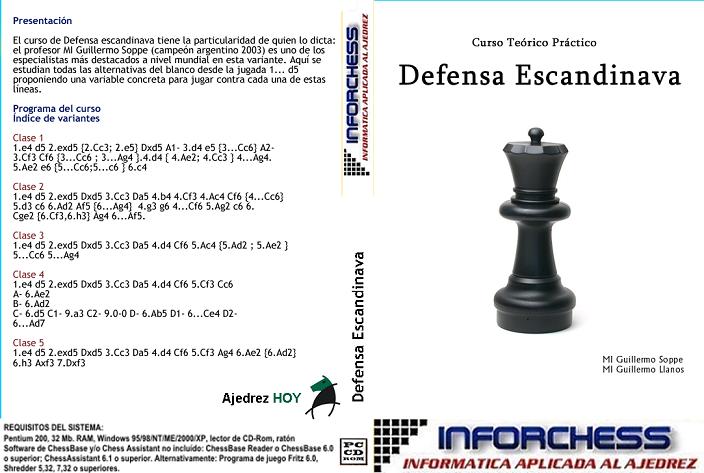 Presentación
El curso de Defensa escandinava tiene la particularidad de quien lo dicta:
el profesor MI Guillermo Soppe (campeón argentino 2003) es uno de los
especialistas más destacados a nivel mundial en esta variante. Aquí se
estudian todas las alternativas del blanco desde la jugada 1... d5
proponiendo una variable concreta para jugar contra cada una de estas
líneas.
Programa del curso
Índice de variantes
Clase 1
1.e4 d5 2.exd5 {2.Cc3; 2.e5} Dxd5 A1- 3.d4 e5 {3...Cc6} A2-
3.Cf3 Cf6 {3...Cc6 ; 3...Ag4 }.4.d4 { 4.Ae2; 4.Cc3 } 4...Ag4.
5.Ae2 e6 {5...Cc6;5...c6 } 6.c4
Clase 2
1.e4 d5 2.exd5 Dxd5 3.Cc3 Da5 4.b4 4.Cf3 4.Ac4 Cf6 {4...Cc6}
5.d3 c6 6.Ad2 Af5 {6...Ag4}  4.g3 g6 4...Cf6 5.Ag2 c6 6.
Cge2 {6.Cf3,6.h3} Ag4 6...Af5.
Clase 3
1.e4 d5 2.exd5 Dxd5 3.Cc3 Da5 4.d4 Cf6 5.Ac4 {5.Ad2 ; 5.Ae2 }
5...Cc6 5...Ag4
Clase 4
1.e4 d5 2.exd5 Dxd5 3.Cc3 Da5 4.d4 Cf6 5.Cf3 Cc6
A- 6.Ae2
B- 6.Ad2
C- 6.d5 C1- 9.a3 C2- 9.0-0 D- 6.Ab5 D1- 6...Ce4 D2-
6...Ad7
Clase 5
1.e4 d5 2.exd5 Dxd5 3.Cc3 Da5 4.d4 Cf6 5.Cf3 Ag4 6.Ae2 {6.Ad2}
6.h3 Axf3 7.Dxf3
Ajedrez HOY
REQUISITOS DEL SISTEMA:
Pentium 200, 32 Mb. RAM, Windows 95/98/NT/ME/2000/XP, lector de CD-Rom, ratón
Software de ChessBase y/o Chess Assistant no incluido: ChessBase Reader o ChessBase 6.0
o superior; ChessAssistant 6.1 o superior. Alternativamente: Programa de juego Fritz 6.0,
Shredder 5,32, 7,32 o superiores.
PC
CD
ROM
INFORCHESS
INFORMATICA APLICADA AL AJEDREZ
Defensa Escandinava
Curso Teórico Práctico
Defensa Escandinava
MI Guillermo Soppe
MI Guillermo Llanos
INFORCHESS
INFORMATICA APLICADA AL AJEDREZ